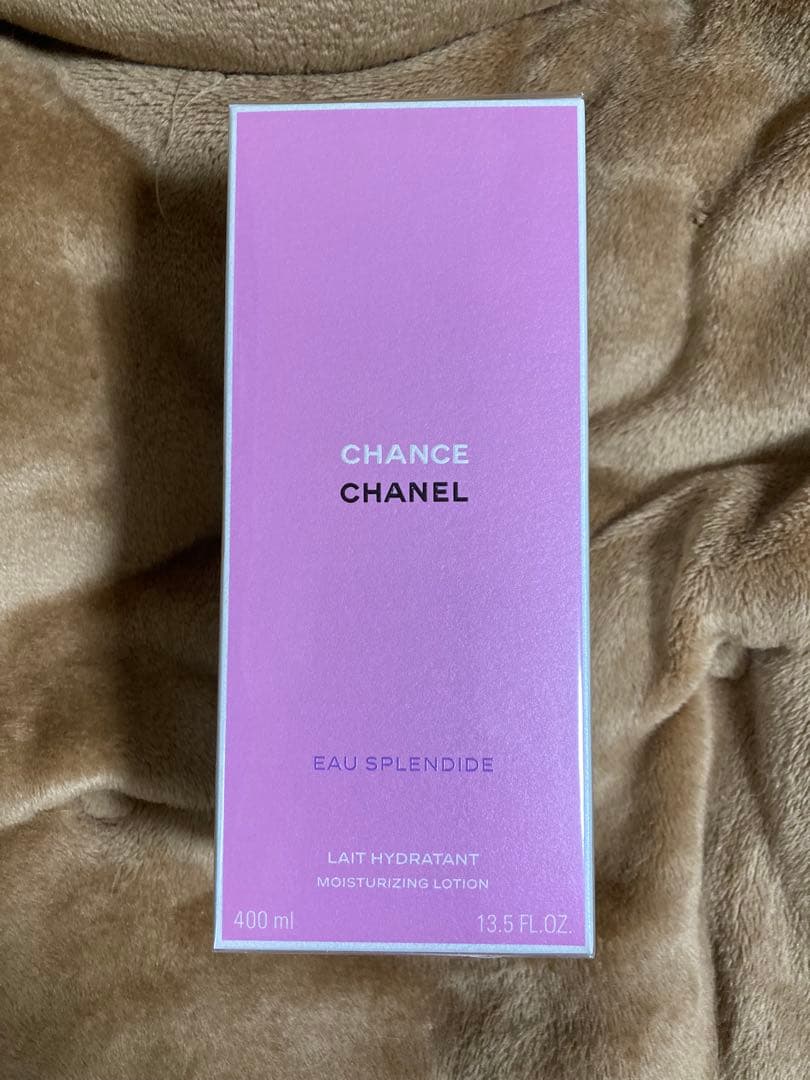 CHANCE
CHANEL
EAU SPLENDIDE
LAIT HYDRATANT
MOISTURIZING LOTION
400 ml 13.5 FL.OZ.